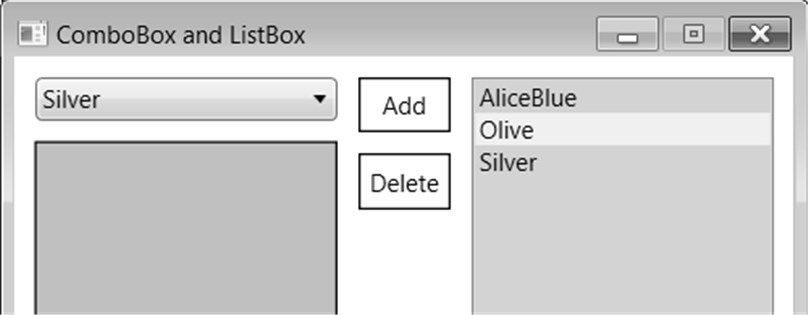 ComboBox and ListBox
Silver
Add
Delete
AliceBlue
Olive
Silver